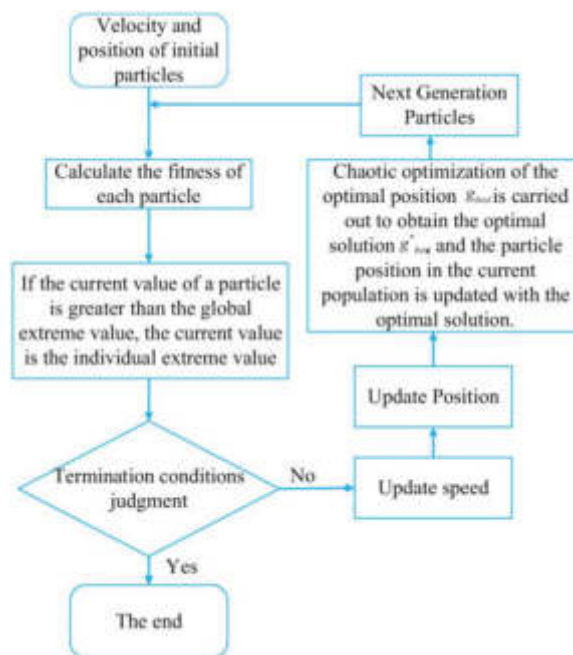 Velocity and
position of initial
particles
Next Generation
Particles
Calculate the fitness of
each particle
Chaotic optimization of the
optimal position g is carried
out to obtain the optimal
solution g* and the particle
position in the current
population is updated with the
optimal solution.
If the current value of a particle
is greater than the global
extreme value, the current value
is the individual extreme value
Update Position
Termination conditions
judgment
No
Update speed
Yes
The end